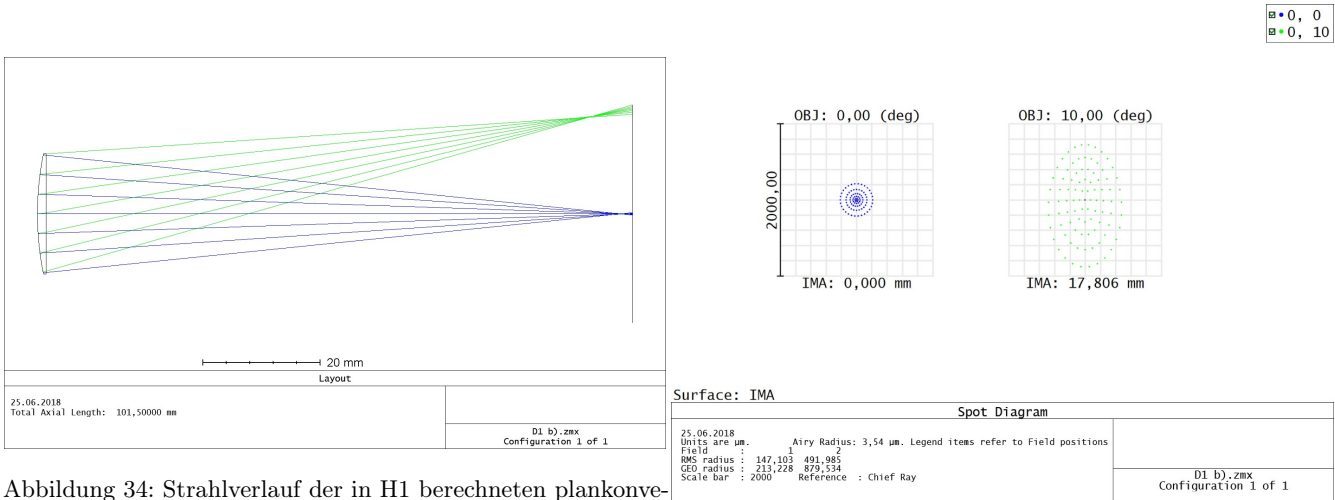 0, 0
0, 10
20 mm
Layout
25.06.2018
Total Axial Length: 101,50000 mm
D1 b).zmx
Configuration 1 of 1
Abbildung 34: Strahlverlauf der in H1 berechneten plankonve-
OBJ: 0,00 (deg)
OBJ: 10,00 (deg)
2000,00
IMA: 0,000 mm
IMA: 17,806 mm
Surface: IMA
Spot Diagram
25.06.2018
Units are µm. Airy Radius: 3,54 µm. Legend items refer to Field positions
Field : 1 2
RMS radius : 147,103 491,985
GEO radius : 213,228 879,534
Scale bar : 2000 Reference : Chief Ray
D1 b).zmx
Configuration 1 of 1